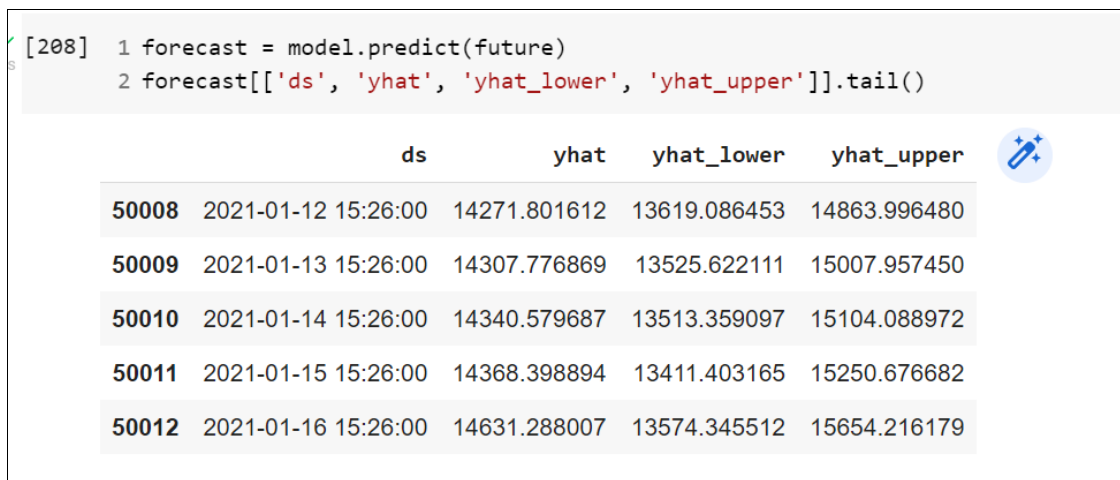 [208] 1 forecast = model.predict(future)
s
2 forecast[['ds', 'yhat', 'yhat_lower', 'yhat_upper']].tail()
ds yhat yhat_lower yhat_upper
50008 2021-01-12 15:26:00 14271.801612 13619.086453 14863.996480
50009 2021-01-13 15:26:00 14307.776869 13525.622111 15007.957450
50010 2021-01-14 15:26:00 14340.579687 13513.359097 15104.088972
50011 2021-01-15 15:26:00 14368.398894 13411.403165 15250.676682
50012 2021-01-16 15:26:00 14631.288007 13574.345512 15654.216179